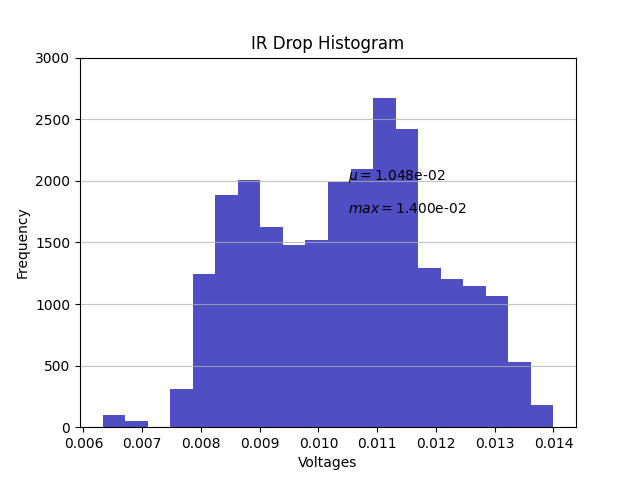 IR Drop Histogram
3000
2500
2000
1500
1000
500
0
Frequency
μ = 1.048e-02
max = 1.400e-02
0.006 0.007 0.008 0.009 0.010 0.011 0.012 0.013 0.014
Voltages